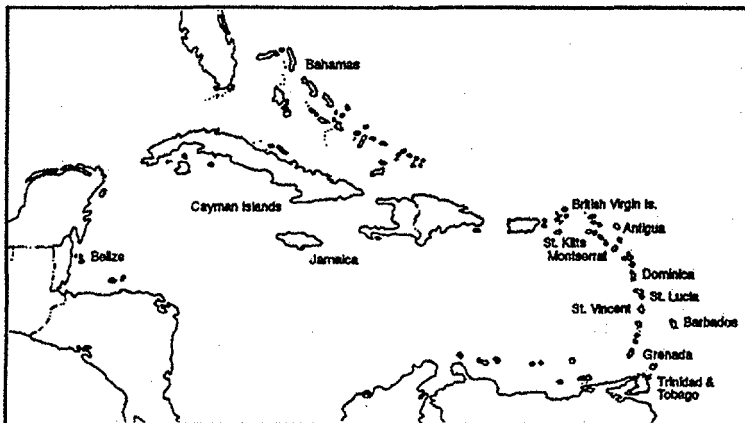 Bahamas
Cayman Islands
British Virgin Is.
Antigua
St. Kitts
Montserrat
Jamaica
Belize
Dominica
St. Lucia
St. Vincent
Barbados
Grenada
Trinidad &
Tobago